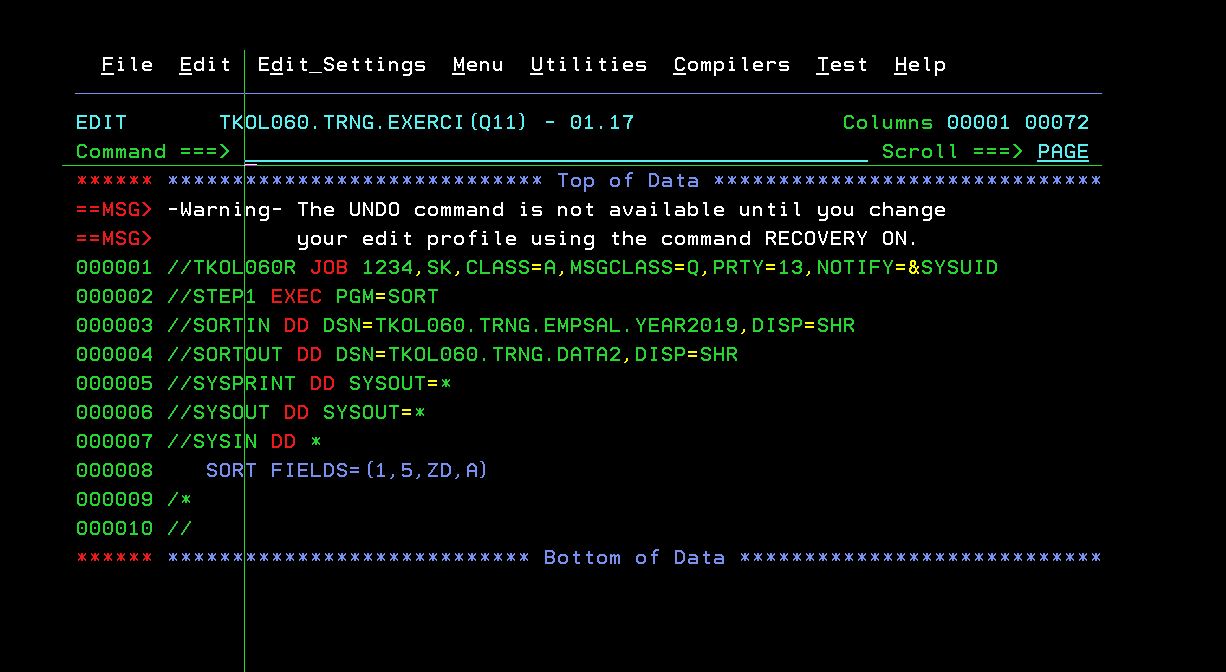 File  Edit  Edit_Settings  Menu  Utilities  Compilers  Test  Help
EDIT       TKOL060.TRNG.EXERCI(Q11) - 01.17                Columns 00001 00072
Command ===>                                                  Scroll ===> PAGE
****** ***************************** Top of Data ******************************
==MSG> -Warning- The UNDO command is not available until you change
==MSG>           your edit profile using the command RECOVERY ON.
000001 //TKOL060R JOB 1234,SK,CLASS=A,MSGCLASS=Q,PRTY=13,NOTIFY=&SYSUID
000002 //STEP1 EXEC PGM=SORT
000003 //SORTIN DD DSN=TKOL060.TRNG.EMPSAL.YEAR2019,DISP=SHR
000004 //SORTOUT DD DSN=TKOL060.TRNG.DATA2,DISP=SHR
000005 //SYSPRINT DD SYSOUT=*
000006 //SYSOUT DD SYSOUT=*
000007 //SYSIN DD *
000008    SORT FIELDS=(1,5,ZD,A)
000009 /*
000010 //
****** **************************** Bottom of Data ****************************